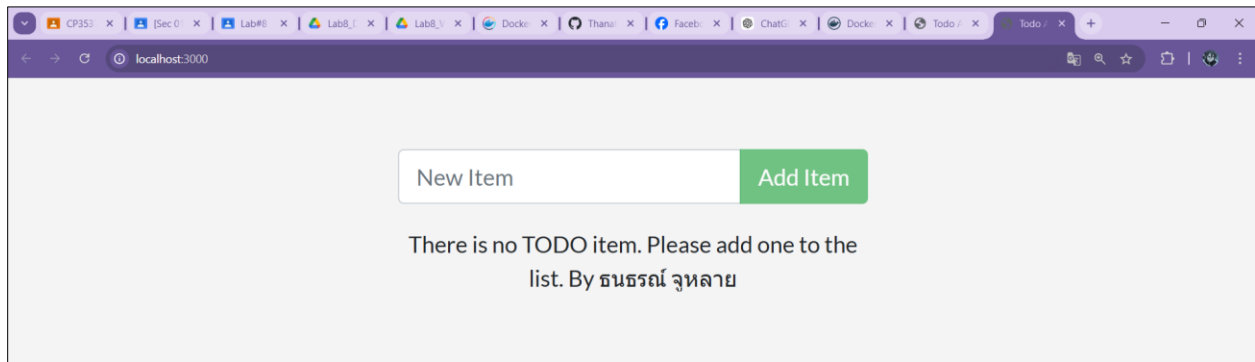 CP353 [Sec 0 Lab#8 Lab8_D Lab8_V Docke Thana Facebo ChatG Docke Todo A Todo A
localhost:3000
New Item Add Item
There is no TODO item. Please add one to the
list. By ธนธรณ์ จูหลาย